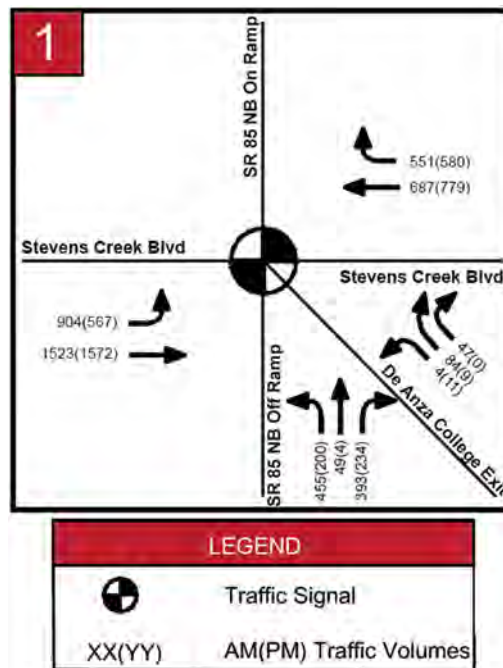 1
SR 85 NB On Ramp
551(580)
687(779)
Stevens Creek Blvd
Stevens Creek Blvd
904(567)
1523(1572)
47(0)
84(9)
4(11)
De Anza College Exit
SR 85 NB Off Ramp
455(200)
49(4)
393(234)
LEGEND
Traffic Signal
XX(YY) AM(PM) Traffic Volumes